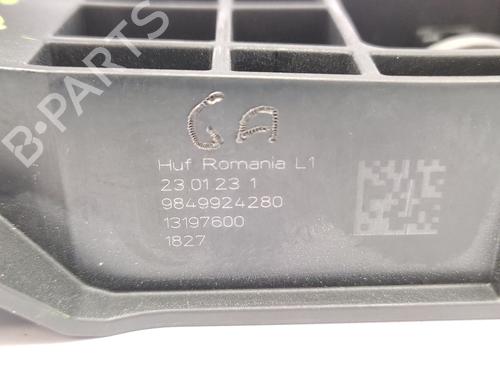 GA
Huf Romania L1
23.01.23 1
9849924280
13197600
1827
B-PARTS